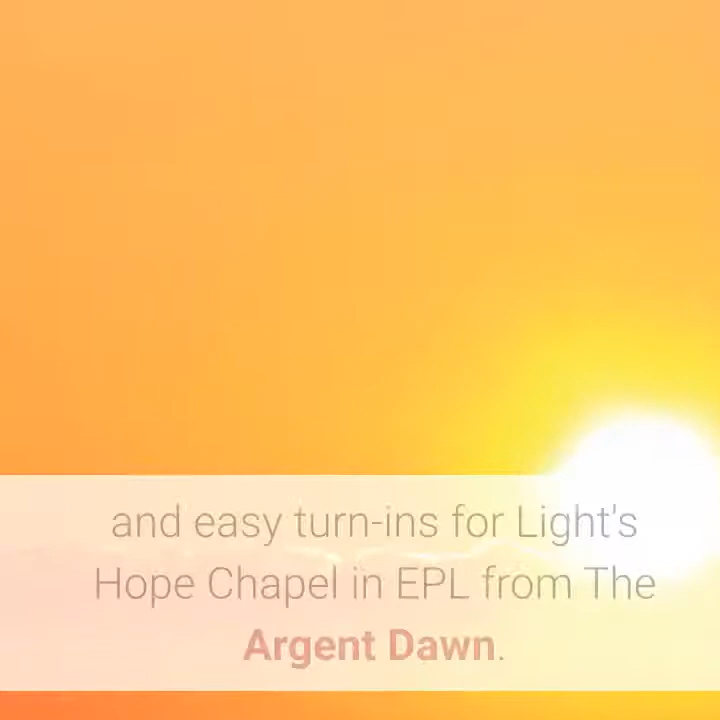 and easy turn-ins for Light's
Hope Chapel in EPL from The
Argent Dawn.